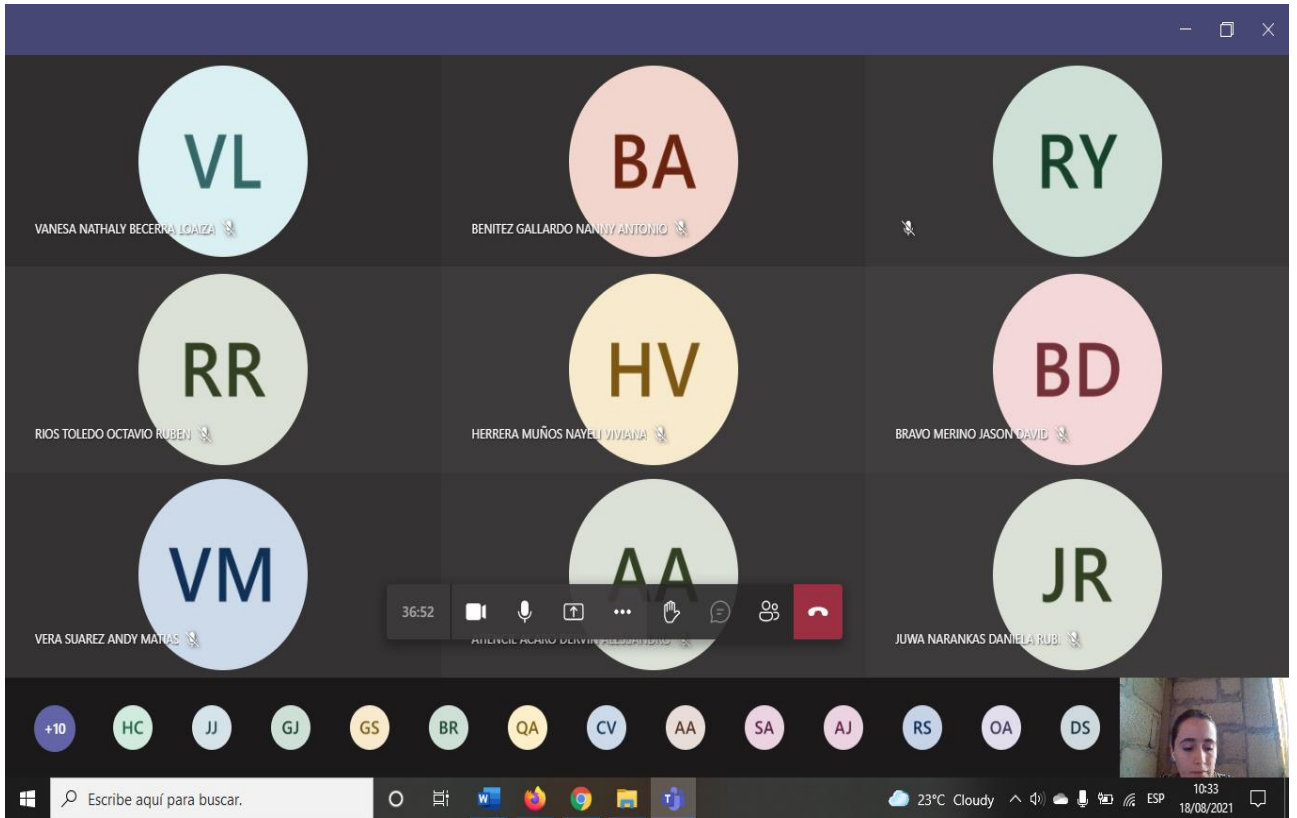 VL
VANESA NATHALY BECERRA LOAIZA
BA
BENITEZ GALLARDO NANNY ANTONIO
RY
RR
RIOS TOLEDO OCTAVIO RUBEN
HV
HERRERA MUÑOS NAYELI VIVIANA
BD
BRAVO MERINO JASON DAVID
VM
VERA SUAREZ ANDY MATIAS
AA
JR
JUWA NARANKAS DANIELA RUBI
36:52
+10 HC JJ GJ GS BR QA CV AA SA AJ RS OA DS
Escribe aquí para buscar.
23°C Cloudy
ESP
10:33
18/08/2021